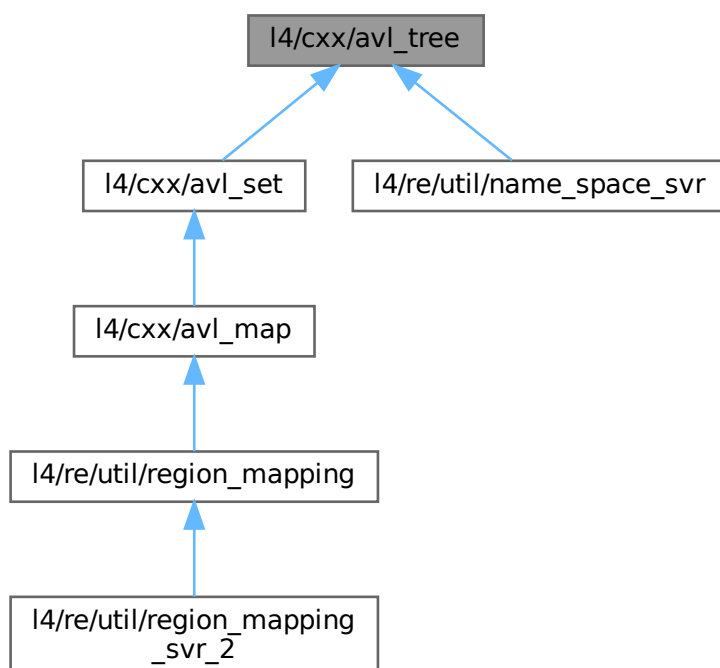 l4/cxx/avl_tree
l4/cxx/avl_set
l4/re/util/name_space_svr
l4/cxx/avl_map
l4/re/util/region_mapping
l4/re/util/region_mapping
_svr_2